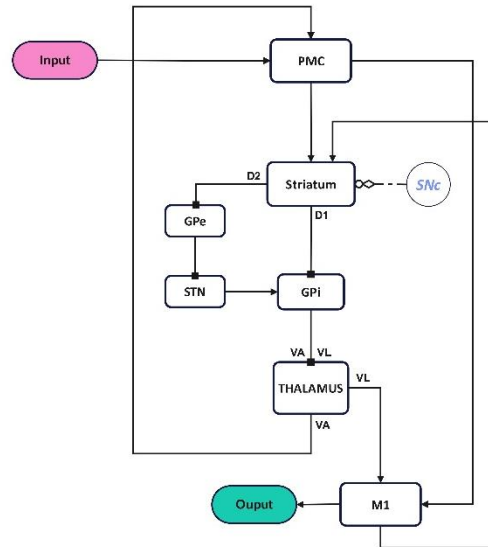 Input
PMC
D2
Striatum
SNc
D1
GPe
STN
GPi
VA VL
THALAMUS
VL
VA
Ouput
M1